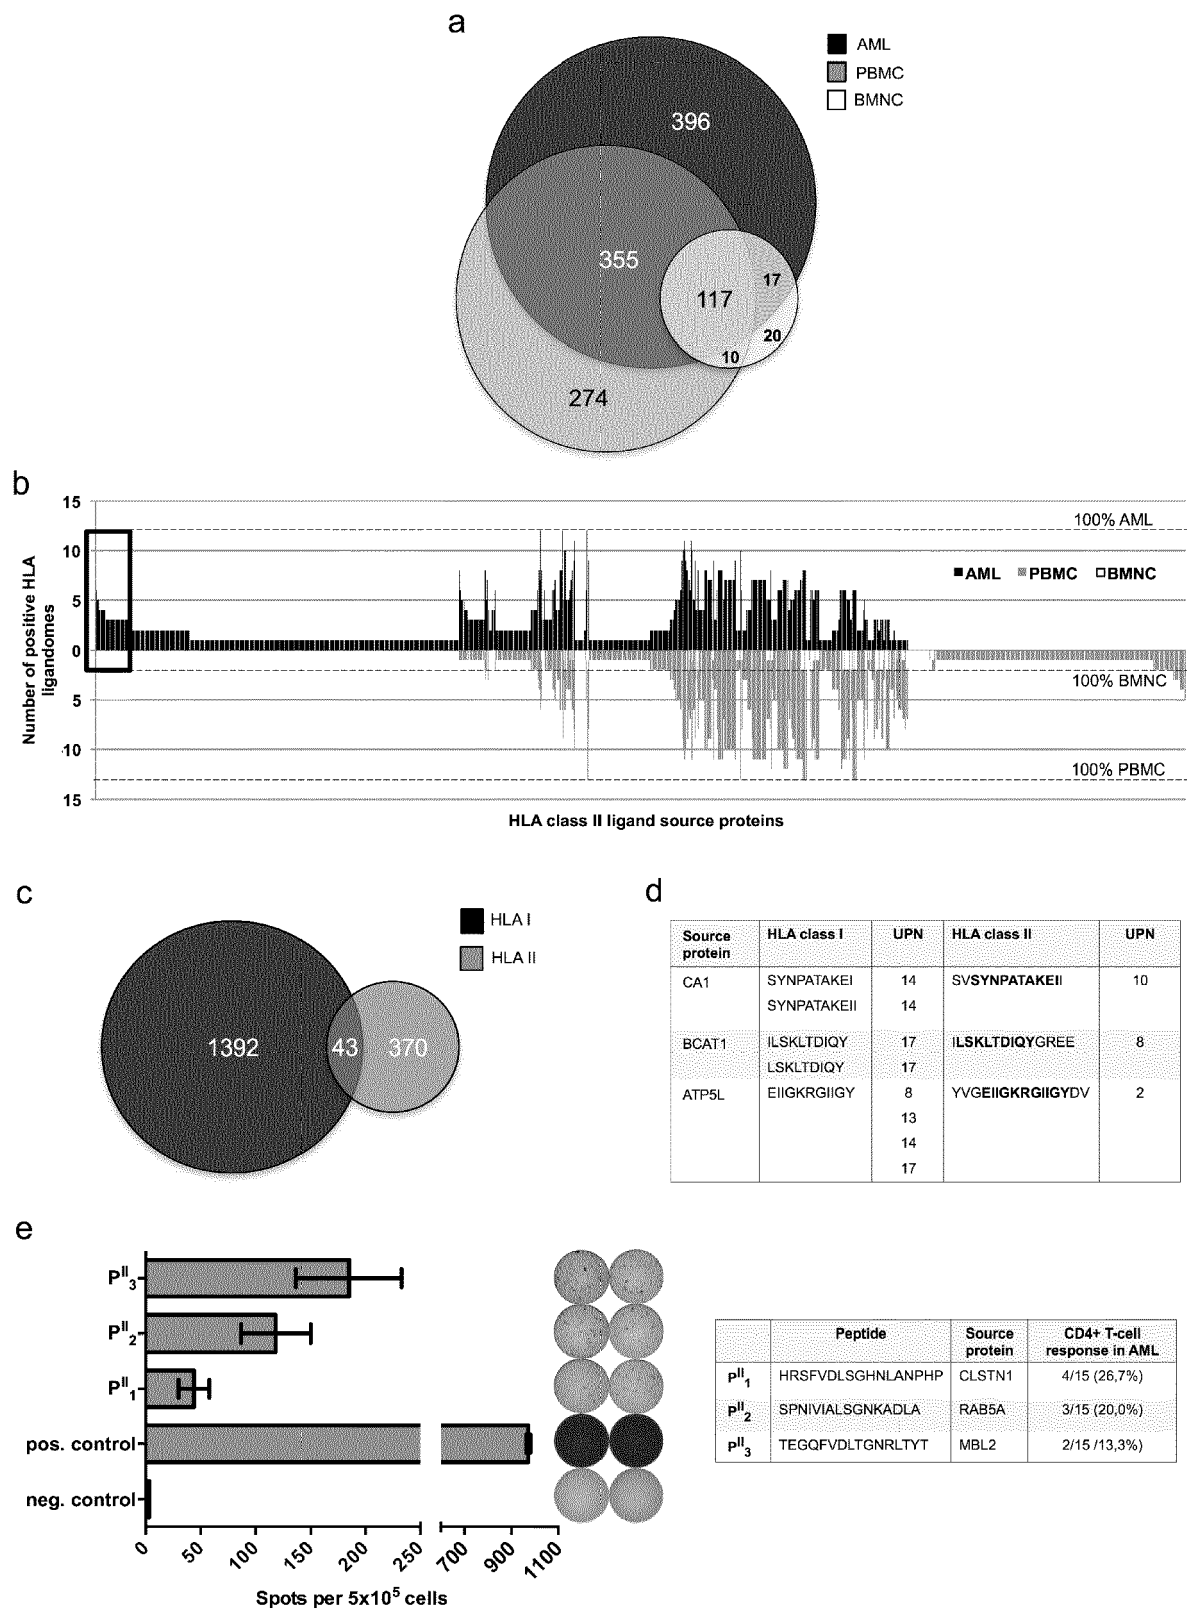 a
AML
PBMC
BMNC
396
355
17
117
20
10
274
b
15
100% AML
10
AML PBMC BMNC
5
0
100% BMNC
5
10
100% PBMC
15
Number of positive HLA
ligandomes
HLA class II ligand source proteins
c
HLA I
HLA II
1392
43
370
d
Source protein HLA class I UPN HLA class II UPN
CA1 SYNPATAKEI 14 SVSYNPATAKEII 10
SYNPATAKEII 14
BCAT1 ILSKLTDIQY 17 ILSKLTDIQYGREE 8
LSKLTDIQY 17
ATP5L EIIGKRGIIGY 8 YVGEIIGKRGIIGYDV 2
13
14
17
e
PII3
PII2
PII1
pos. control
neg. control
0 50 100 150 200 250 700 900 1100
Spots per 5x10⁵ cells
Peptide Source protein CD4+ T-cell response in AML
PII1 HRSFVDLSGHNLANPHP CLSTN1 4/15 (26,7%)
PII2 SPNIVIALSGNKADLA RAB5A 3/15 (20,0%)
PII3 TEGQFVDLTGNRLTYT MBL2 2/15 /13,3%)